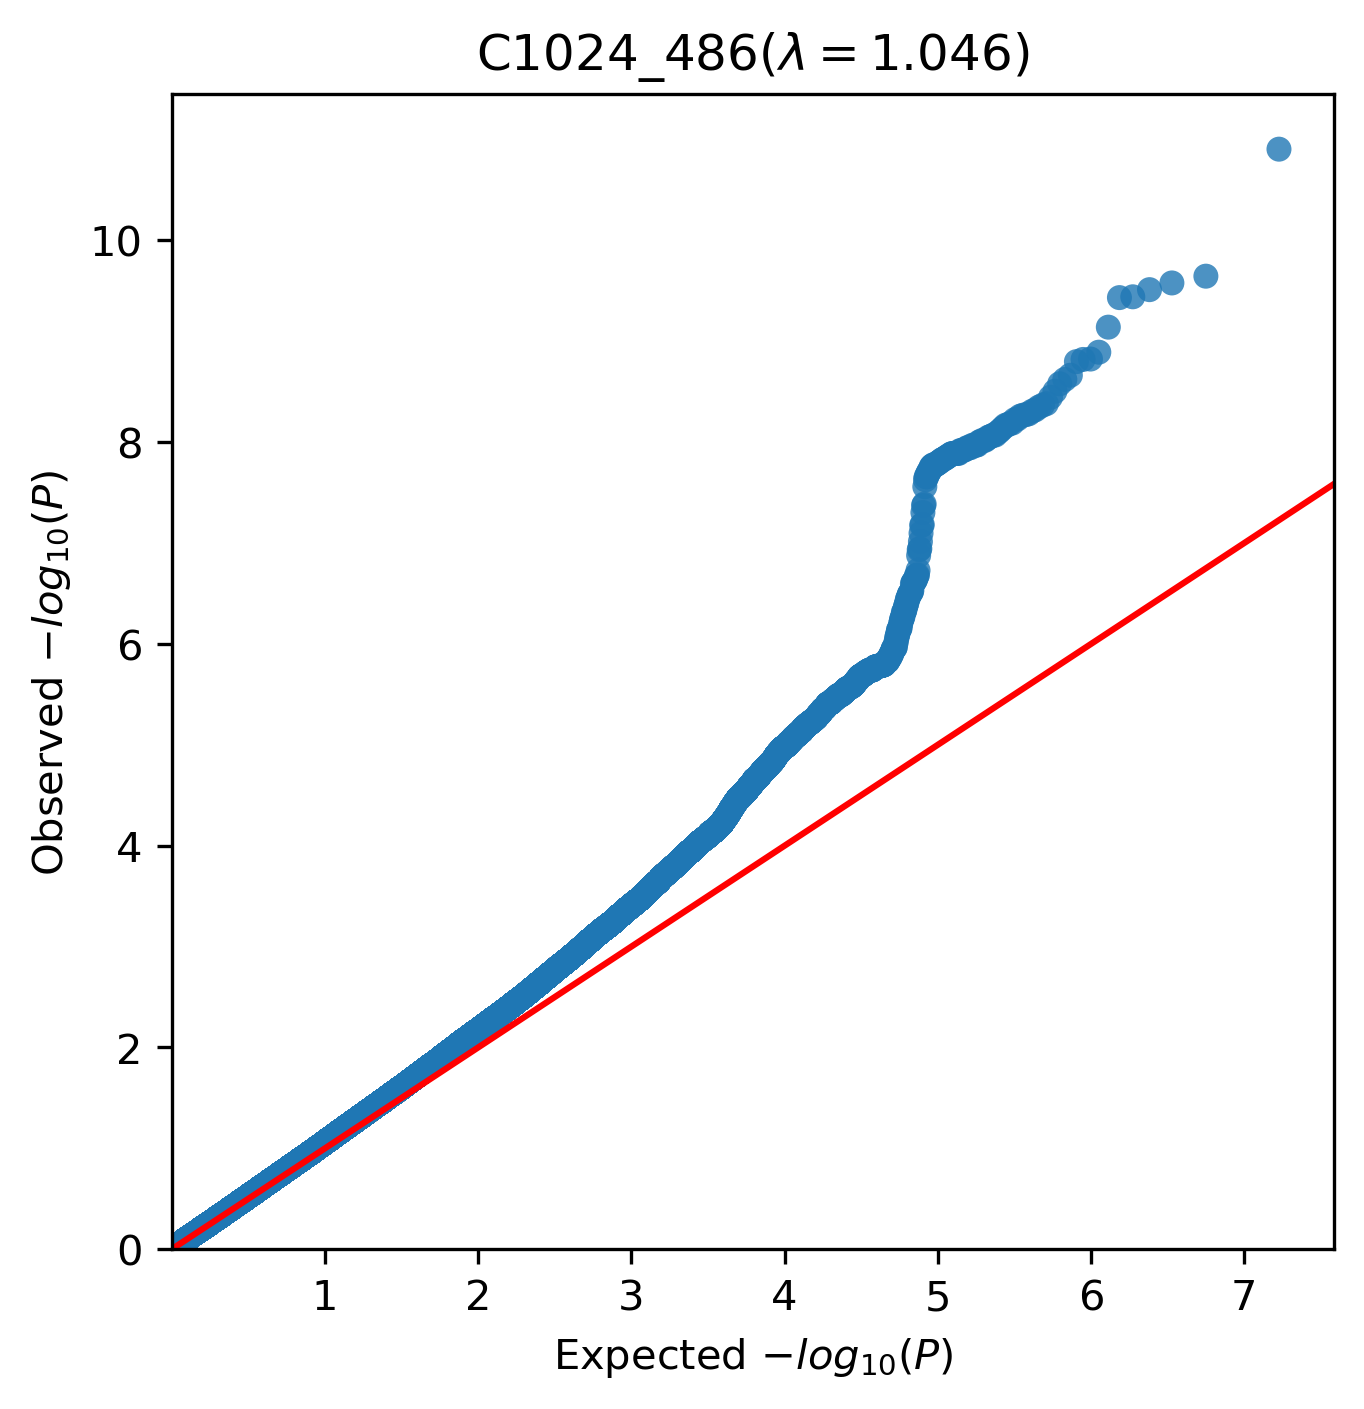 C1024_486(λ = 1.046)
10
8
6
4
2
0
Observed −log₁₀(P)
1 2 3 4 5 6 7
Expected −log₁₀(P)